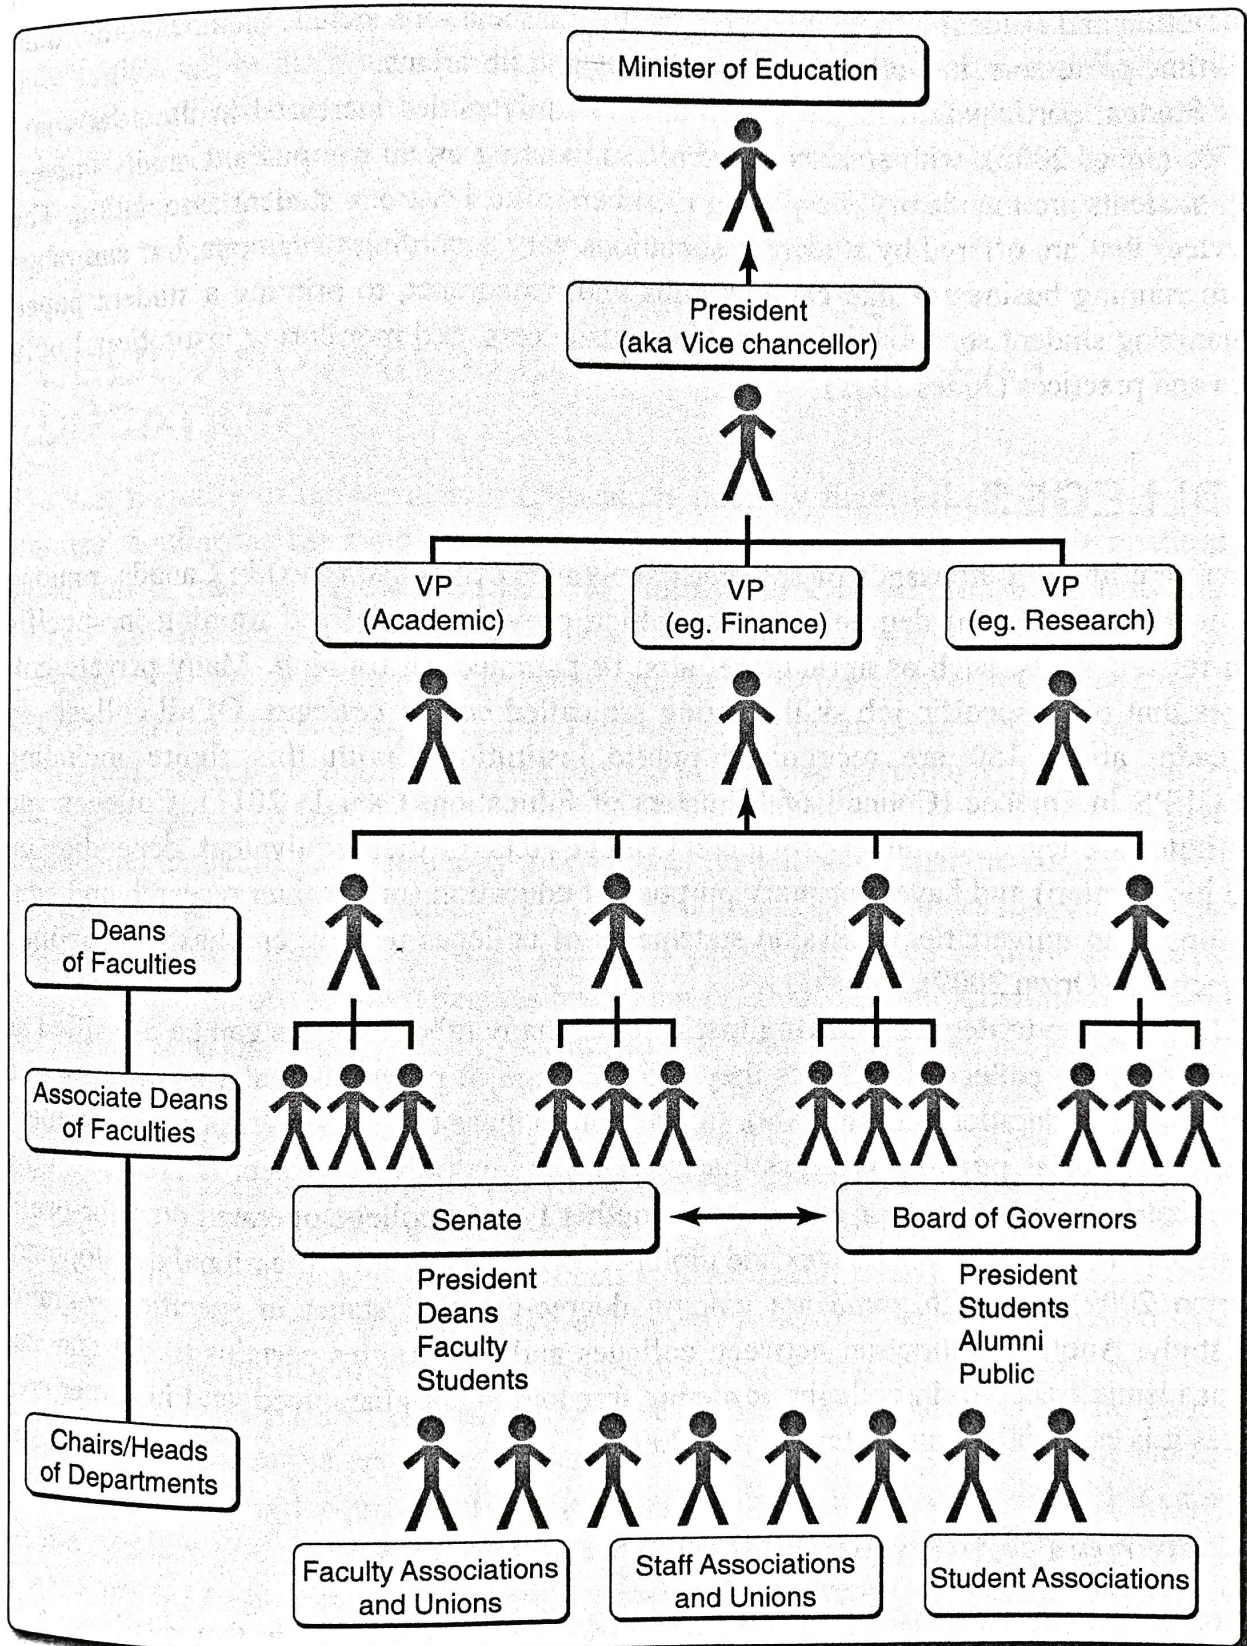 Minister of Education
President
(aka Vice chancellor)
VP
(Academic)
VP
(eg. Finance)
VP
(eg. Research)
Deans
of Faculties
Associate Deans
of Faculties
Senate
Board of Governors
President
Deans
Faculty
Students
President
Students
Alumni
Public
Chairs/Heads
of Departments
Faculty Associations
and Unions
Staff Associations
and Unions
Student Associations